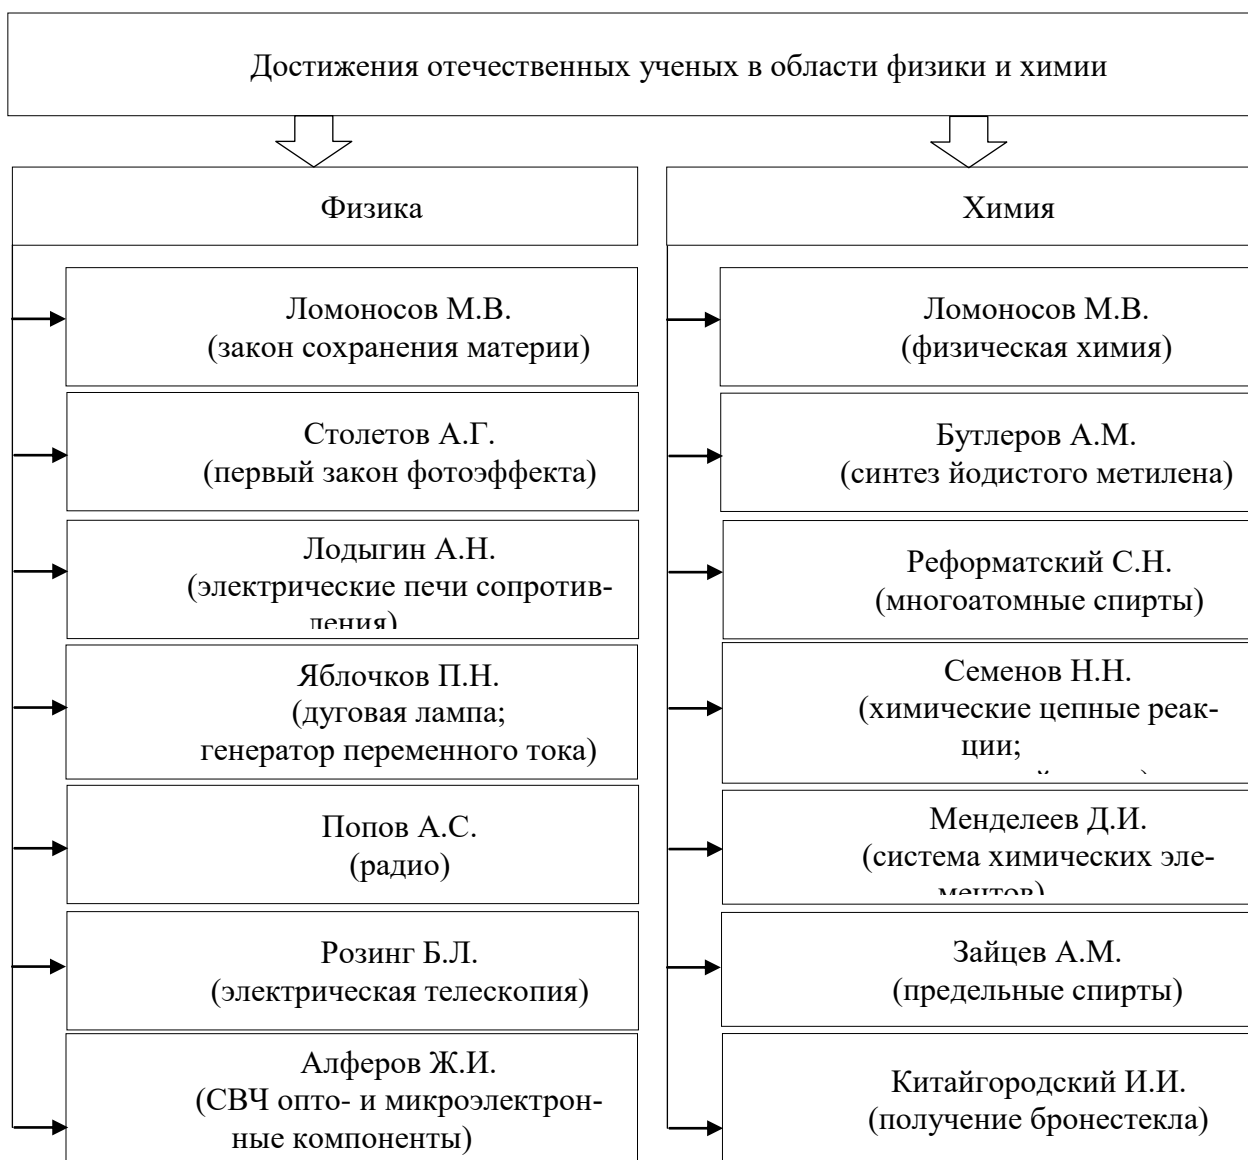 Достижения отечественных ученых в области физики и химии
Физика
Ломоносов М.В.
(закон сохранения материи)
Столетов А.Г.
(первый закон фотоэффекта)
Лодыгин А.Н.
(электрические печи сопротив-
ления)
Яблочков П.Н.
(дуговая лампа;
генератор переменного тока)
Попов А.С.
(радио)
Розинг Б.Л.
(электрическая телескопия)
Алферов Ж.И.
(СВЧ опто- и микроэлектрон-
ные компоненты)
Химия
Ломоносов М.В.
(физическая химия)
Бутлеров А.М.
(синтез йодистого метилена)
Реформатский С.Н.
(многоатомные спирты)
Семенов Н.Н.
(химические цепные реак-
ции;
Менделеев Д.И.
(система химических эле-
ментов)
Зайцев А.М.
(предельные спирты)
Китайгородский И.И.
(получение бронестекла)